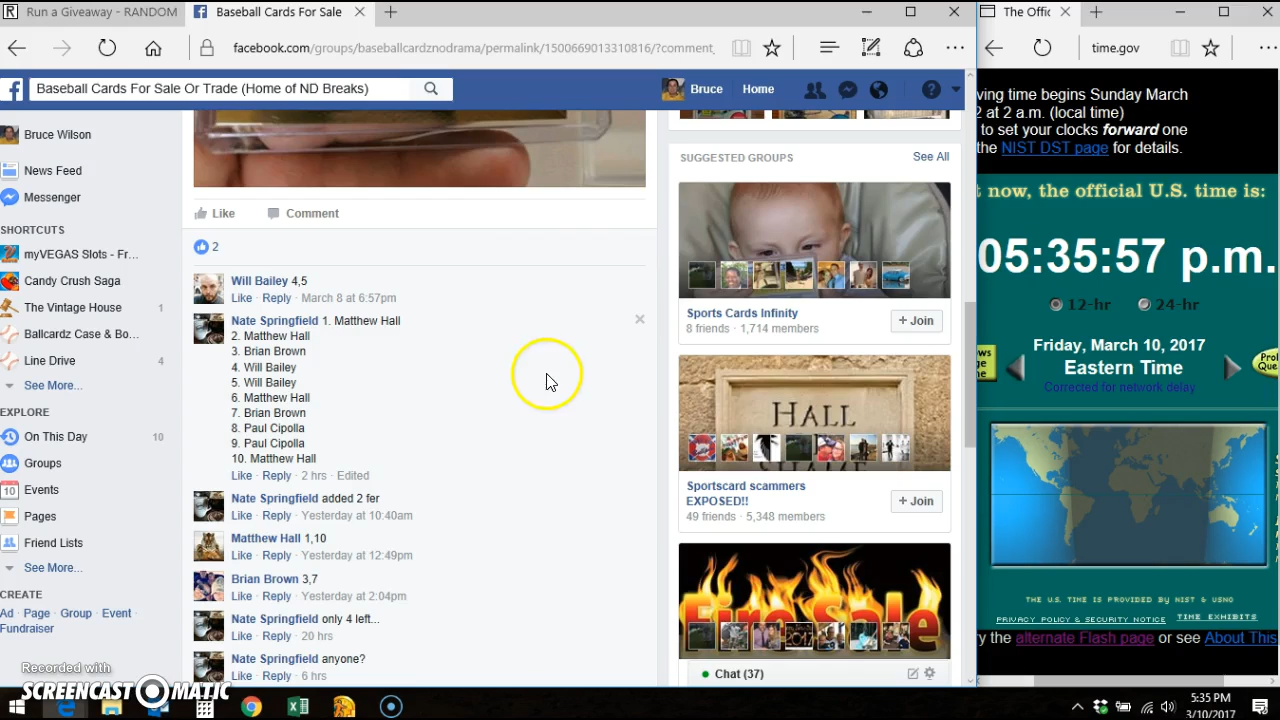 Run a Giveaway - RANDOM
Baseball Cards For Sale
The Offic
facebook.com/groups/baseballcardznodrama/permalink/1500669013310816/?comment_
time.gov
Baseball Cards For Sale Or Trade (Home of ND Breaks)
Bruce
Home
Bruce Wilson
News Feed
Messenger
SHORTCUTS
myVEGAS Slots - Fr...
Candy Crush Saga
The Vintage House 1
Ballcardz Case & Bo...
Line Drive 4
See More...
EXPLORE
On This Day 10
Groups
Events
Pages
Friend Lists
See More...
CREATE
Ad · Page · Group · Event ·
Fundraiser
Like Comment
2
Will Bailey 4,5
Like · Reply · March 8 at 6:57pm
Nate Springfield 1. Matthew Hall
2. Matthew Hall
3. Brian Brown
4. Will Bailey
5. Will Bailey
6. Matthew Hall
7. Brian Brown
8. Paul Cipolla
9. Paul Cipolla
10. Matthew Hall
Like · Reply · 2 hrs · Edited
Nate Springfield added 2 fer
Like · Reply · Yesterday at 10:40am
Matthew Hall 1,10
Like · Reply · Yesterday at 12:49pm
Brian Brown 3,7
Like · Reply · Yesterday at 2:04pm
Nate Springfield only 4 left...
Like · Reply · 20 hrs
Nate Springfield anyone?
Like · Reply · 6 hrs
SUGGESTED GROUPS
See All
Sports Cards Infinity
8 friends · 1,714 members
+ Join
HALL
Sportscard scammers
EXPOSED!!
49 friends · 5,348 members
+ Join
Fire Sale
2017
Chat (37)
ving time begins Sunday March
2 at 2 a.m. (local time)
to set your clocks forward one
the NIST DST page for details.
t now, the official U.S. time is:
05:35:57 p.m.
12-hr 24-hr
Friday, March 10, 2017
Eastern Time
Corrected for network delay
THE U.S. TIME IS PROVIDED BY NIST & USNO
PRIVACY POLICY & SECURITY NOTICE TIME EXHIBITS
ry the alternate Flash page or see About This
Recorded with
SCREENCAST-O-MATIC
5:35 PM
3/10/2017